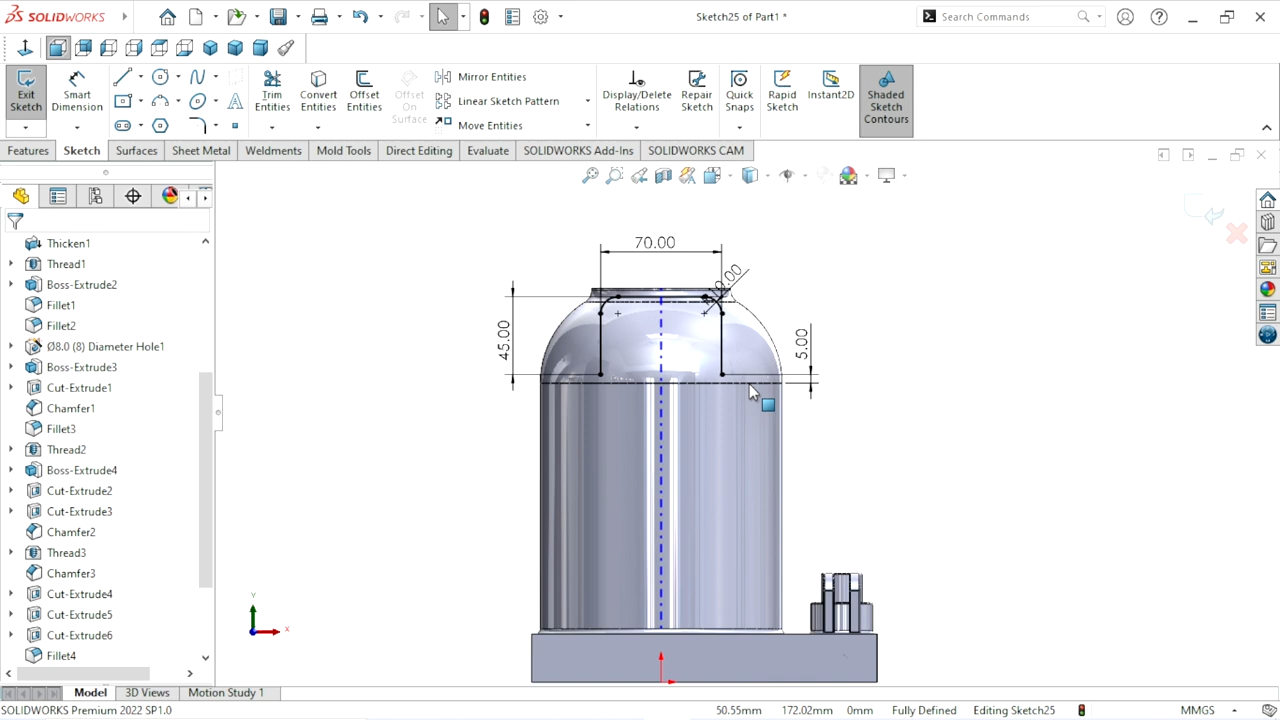 SOLIDWORKS
Sketch25 of Part1 *
Search Commands
Exit Sketch
Smart Dimension
Trim Entities
Convert Entities
Offset Entities
Offset On Surface
Mirror Entities
Linear Sketch Pattern
Move Entities
Display/Delete Relations
Repair Sketch
Quick Snaps
Rapid Sketch
Instant2D
Shaded Sketch Contours
Features
Sketch
Surfaces
Sheet Metal
Weldments
Mold Tools
Direct Editing
Evaluate
SOLIDWORKS Add-Ins
SOLIDWORKS CAM
Thicken1
Thread1
Boss-Extrude2
Fillet1
Fillet2
Ø8.0 (8) Diameter Hole1
Boss-Extrude3
Cut-Extrude1
Chamfer1
Fillet3
Thread2
Boss-Extrude4
Cut-Extrude2
Cut-Extrude3
Chamfer2
Thread3
Chamfer3
Cut-Extrude4
Cut-Extrude5
Cut-Extrude6
Fillet4
70.00
45.00
5.00
Y
X
Model
3D Views
Motion Study 1
SOLIDWORKS Premium 2022 SP1.0
50.55mm
172.02mm
0mm
Fully Defined
Editing Sketch25
MMGS